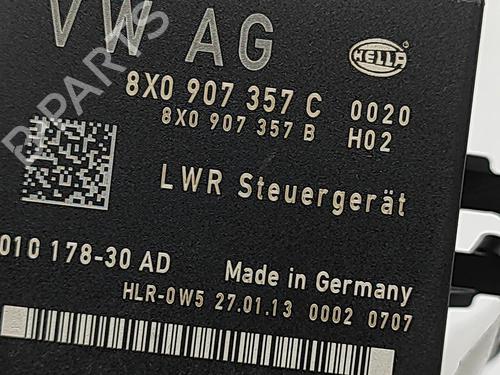 VW AG
HELLA
8X0 907 357 C 0020
8X0 907 357 B H02
LWR Steuergerät
010 178-30 AD
Made in Germany
HLR-0W5 27.01.13 0002 0707
B-PARTS